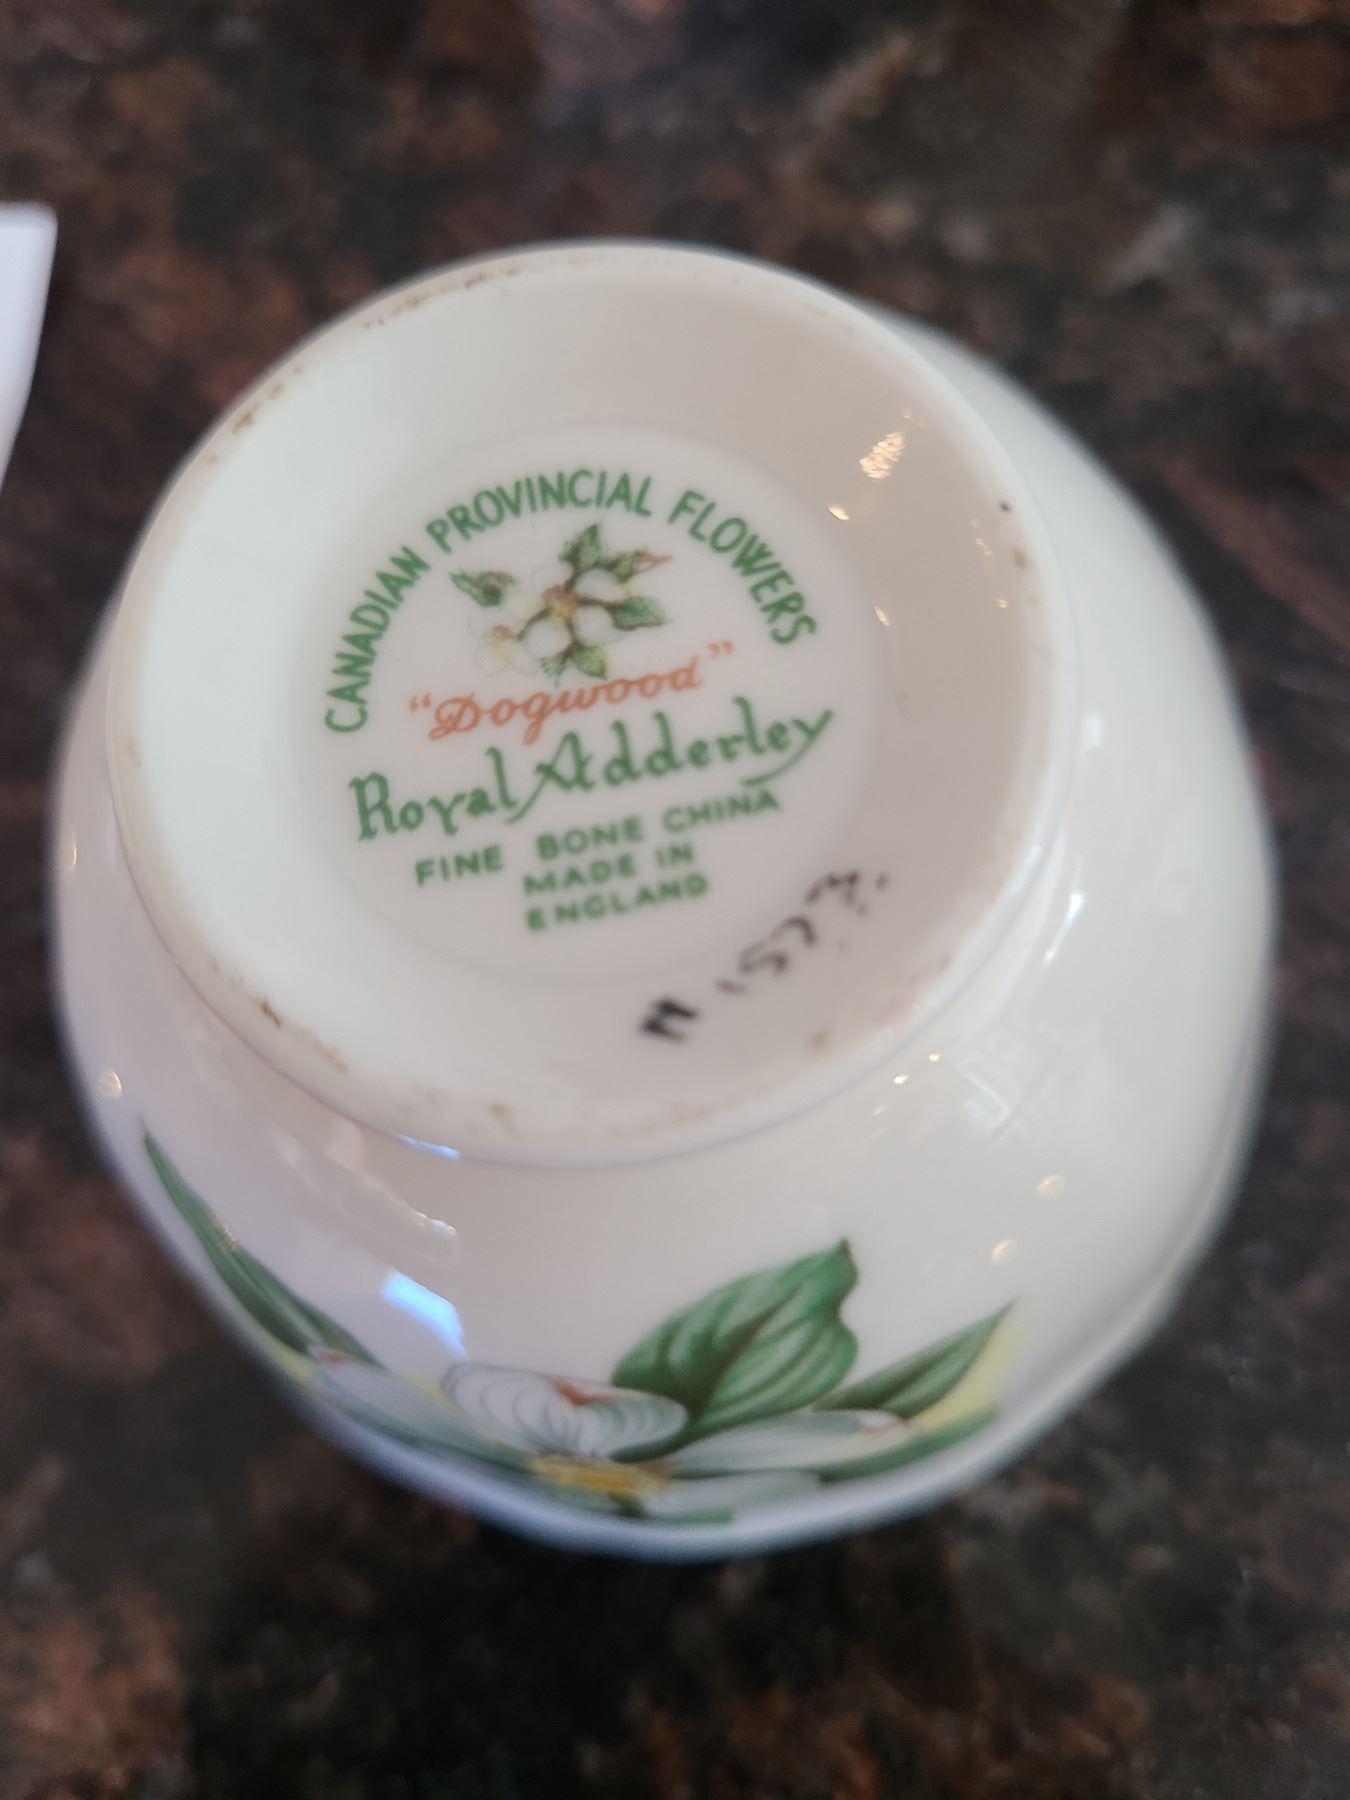 CANADIAN PROVINCIAL FLOWERS
"Dogwood"
Royal Adderley
FINE BONE CHINA
MADE IN
ENGLAND